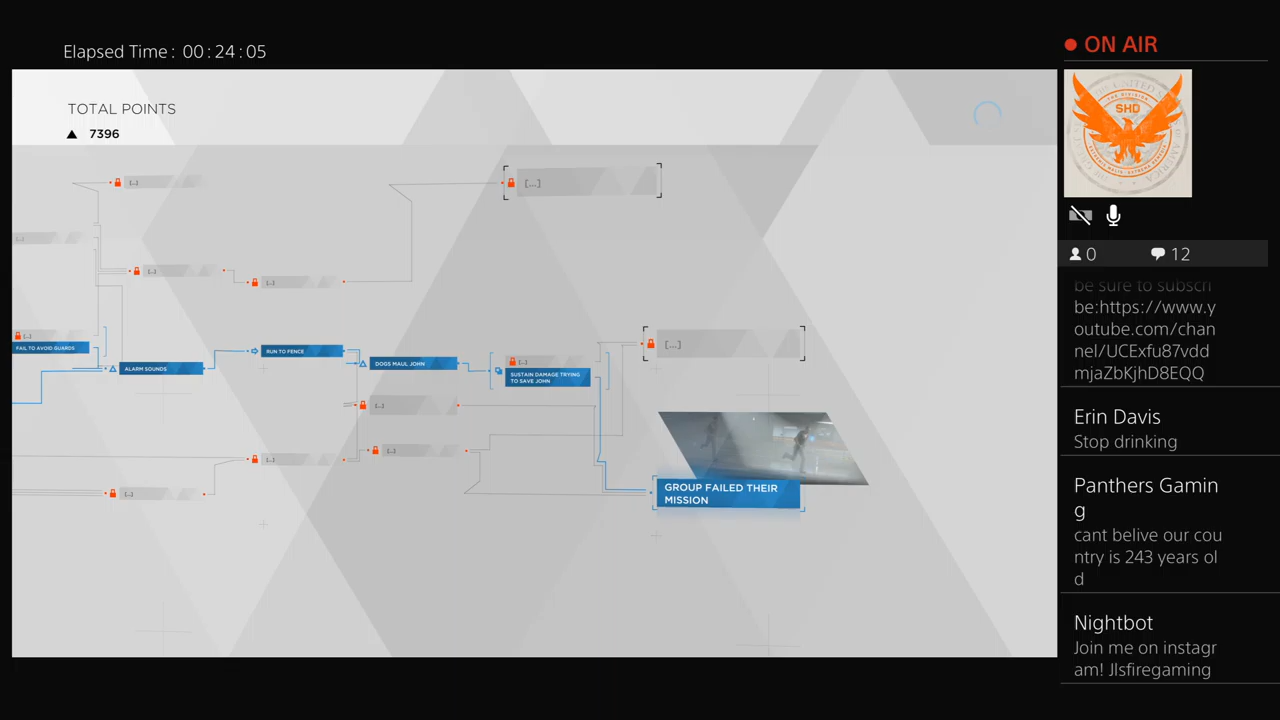 Elapsed Time: 00:24:05
TOTAL POINTS
7396
[...]
[...]
[...]
[...]
[...]
[...]
FAIL TO AVOID GUARDS
ALARM SOUNDS
RUN TO FENCE
DOGS MAUL JOHN
[...]
SUSTAIN DAMAGE TRYING
TO SAVE JOHN
[...]
[...]
[...]
[...]
[...]
GROUP FAILED THEIR
MISSION
ON AIR
THE DIVISION
SHD
0
12
be sure to subscri
be:https://www.y
outube.com/chan
nel/UCExfu87vdd
mjaZbKjhD8EQQ
Erin Davis
Stop drinking
Panthers Gamin
g
cant belive our cou
ntry is 243 years ol
d
Nightbot
Join me on instagr
am! Jlsfiregaming